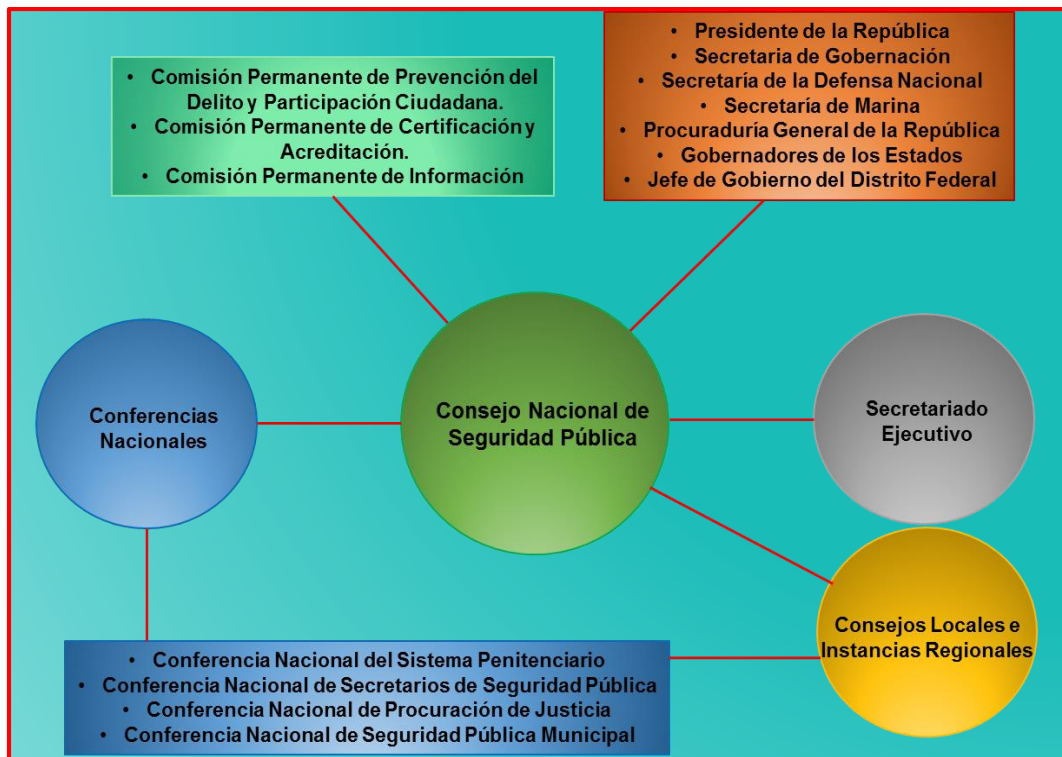 • Comisión Permanente de Prevención del
Delito y Participación Ciudadana.
• Comisión Permanente de Certificación y
Acreditación.
• Comisión Permanente de Información
• Presidente de la República
• Secretaria de Gobernación
• Secretaría de la Defensa Nacional
• Secretaría de Marina
• Procuraduría General de la República
• Gobernadores de los Estados
• Jefe de Gobierno del Distrito Federal
Conferencias
Nacionales
Consejo Nacional de
Seguridad Pública
Secretariado
Ejecutivo
Consejos Locales e
Instancias Regionales
• Conferencia Nacional del Sistema Penitenciario
• Conferencia Nacional de Secretarios de Seguridad Pública
• Conferencia Nacional de Procuración de Justicia
• Conferencia Nacional de Seguridad Pública Municipal